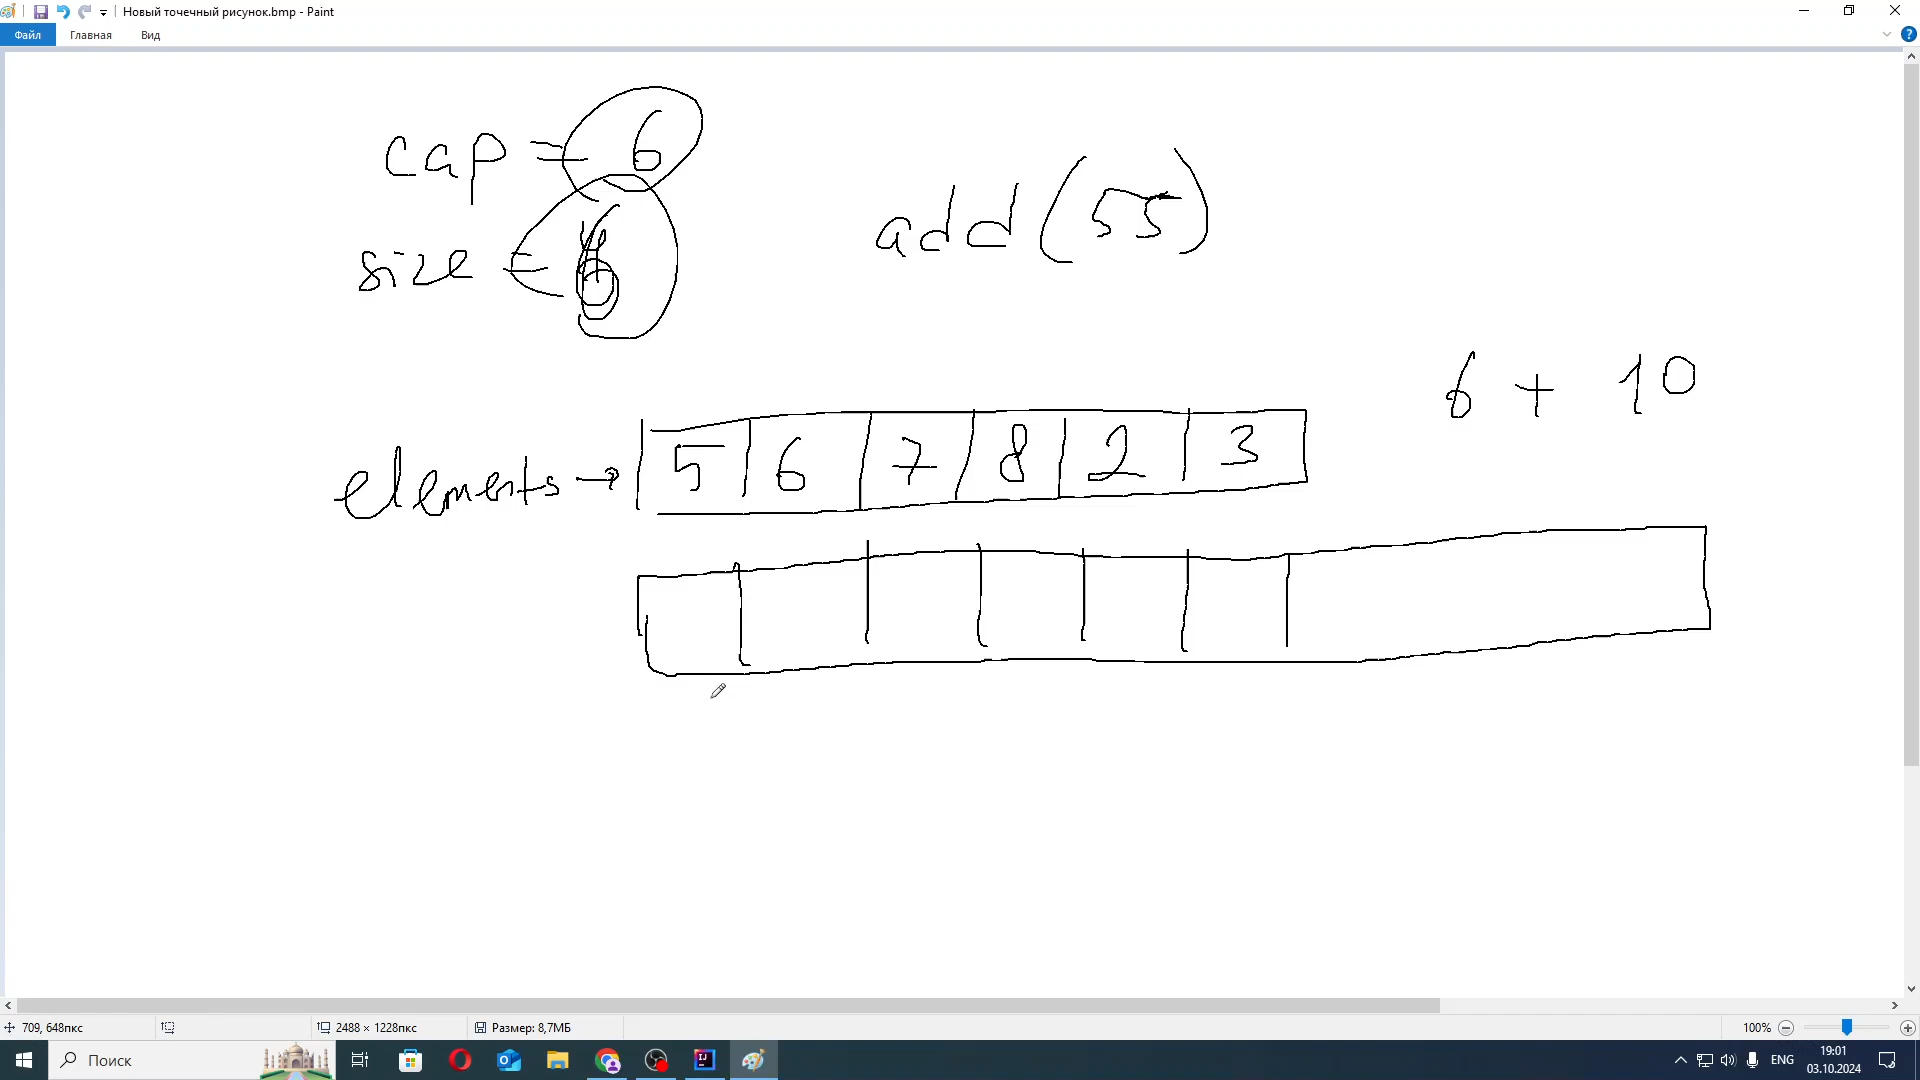 Новый точечный рисунок.bmp - Paint
Файл Главная Вид
cap = 6
size = 6
add(55)
6 + 10
elements → 5 6 7 8 2 3
709, 648пкс 2488 × 1228пкс Размер: 8,7МБ 100%
Поиск ENG 19:01
03.10.2024